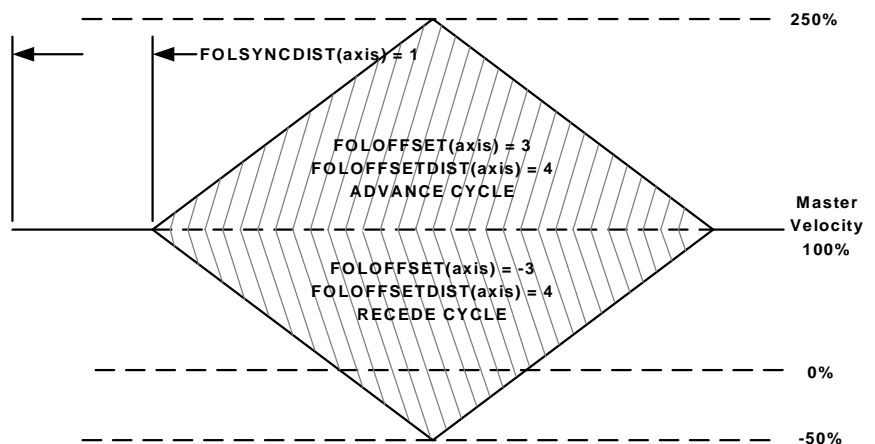 250%
FOLSYNCDIST(axis) = 1
FOLOFFSET(axis) = 3
FOLOFFSETDIST(axis) = 4
ADVANCE CYCLE
Master
Velocity
100%
FOLOFFSET(axis) = -3
FOLOFFSETDIST(axis) = 4
RECEDE CYCLE
0%
-50%